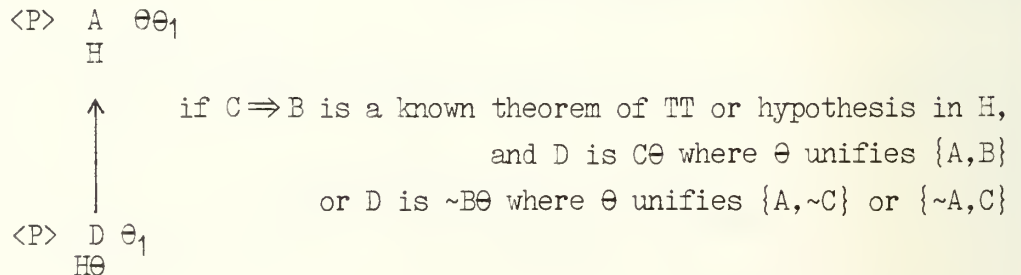 <P> A θθ₁
H
if C ⇒ B is a known theorem of TT or hypothesis in H,
and D is Cθ where θ unifies {A,B}
or D is ~Bθ where θ unifies {A,~C} or {~A,C}
<P> D θ₁
Hθ